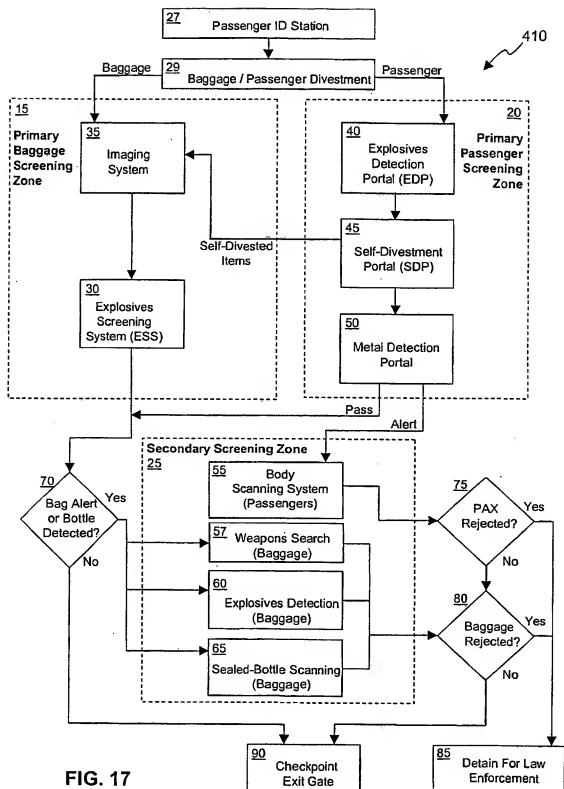 27
Passenger ID Station
410
29
Baggage / Passenger Divestment
Baggage
Passenger
15
Primary
Baggage
Screening
Zone
35
Imaging
System
20
Primary
Passenger
Screening
Zone
40
Explosives
Detection
Portal (EDP)
45
Self-Divestment
Portal (SDP)
Self-Divested
Items
30
Explosives
Screening
System (ESS)
50
Metal Detection
Portal
Pass
Alert
Secondary Screening Zone
25
55
Body
Scanning System
(Passengers)
70
Bag Alert
or Bottle
Detected?
Yes
No
57
Weapons Search
(Baggage)
60
Explosives Detection
(Baggage)
65
Sealed-Bottle Scanning
(Baggage)
75
PAX
Rejected?
Yes
No
80
Baggage
Rejected?
Yes
No
90
Checkpoint
Exit Gate
85
Detain For Law
Enforcement
FIG. 17